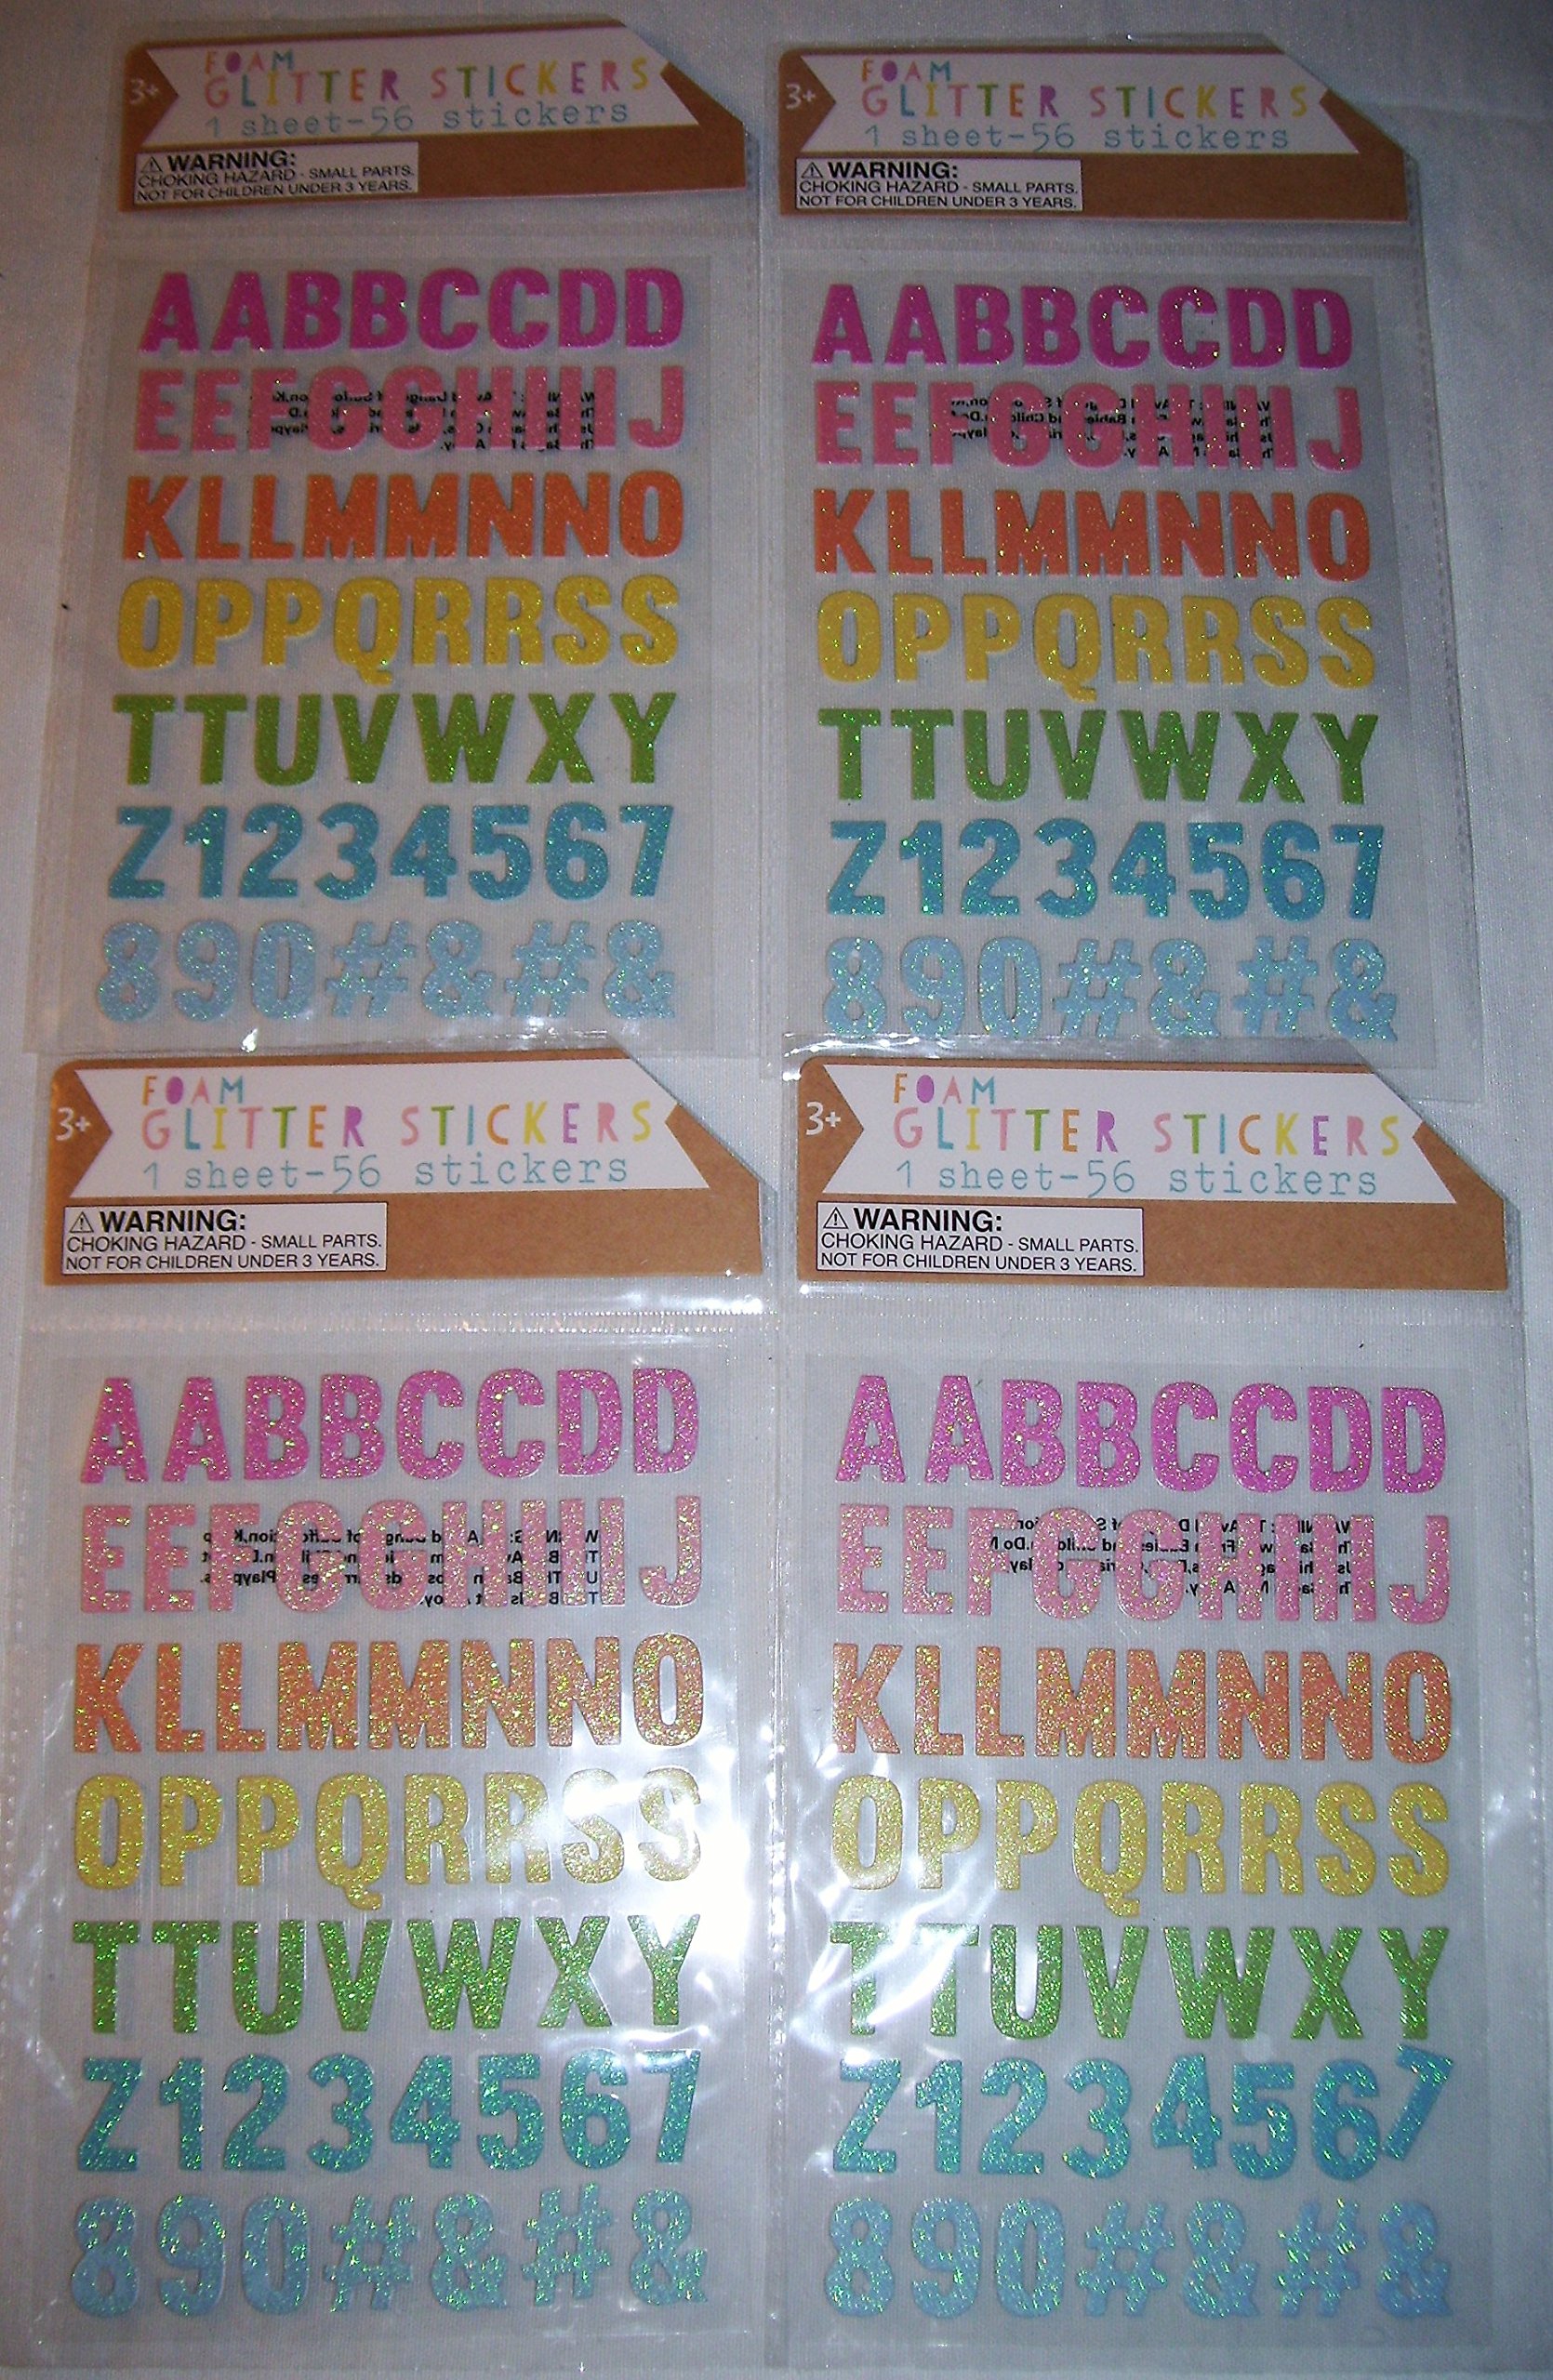 3+
FOAM
GLITTER STICKERS
1 sheet-56 stickers
WARNING:
CHOKING HAZARD - SMALL PARTS.
NOT FOR CHILDREN UNDER 3 YEARS.
AABBCCDD
EEFGGHIIIJ
KLLMMNNO
OPPQRRSS
TTUVWXY
Z1234567
890#&#&
3+
FOAM
GLITTER STICKERS
1 sheet-56 stickers
WARNING:
CHOKING HAZARD - SMALL PARTS.
NOT FOR CHILDREN UNDER 3 YEARS.
AABBCCDD
EEFGGHIIIJ
KLLMMNNO
OPPQRRSS
TTUVWXY
Z1234567
890#&#&
3+
FOAM
GLITTER STICKERS
1 sheet-56 stickers
WARNING:
CHOKING HAZARD - SMALL PARTS.
NOT FOR CHILDREN UNDER 3 YEARS.
AABBCCDD
EEFGGHIIIJ
KLLMMNNO
OPPQRRSS
TTUVWXY
Z1234567
890#&#&
3+
FOAM
GLITTER STICKERS
1 sheet-56 stickers
WARNING:
CHOKING HAZARD - SMALL PARTS.
NOT FOR CHILDREN UNDER 3 YEARS.
AABBCCDD
EEFGGHIIIJ
KLLMMNNO
OPPQRRSS
TTUVWXY
Z1234567
890#&#&